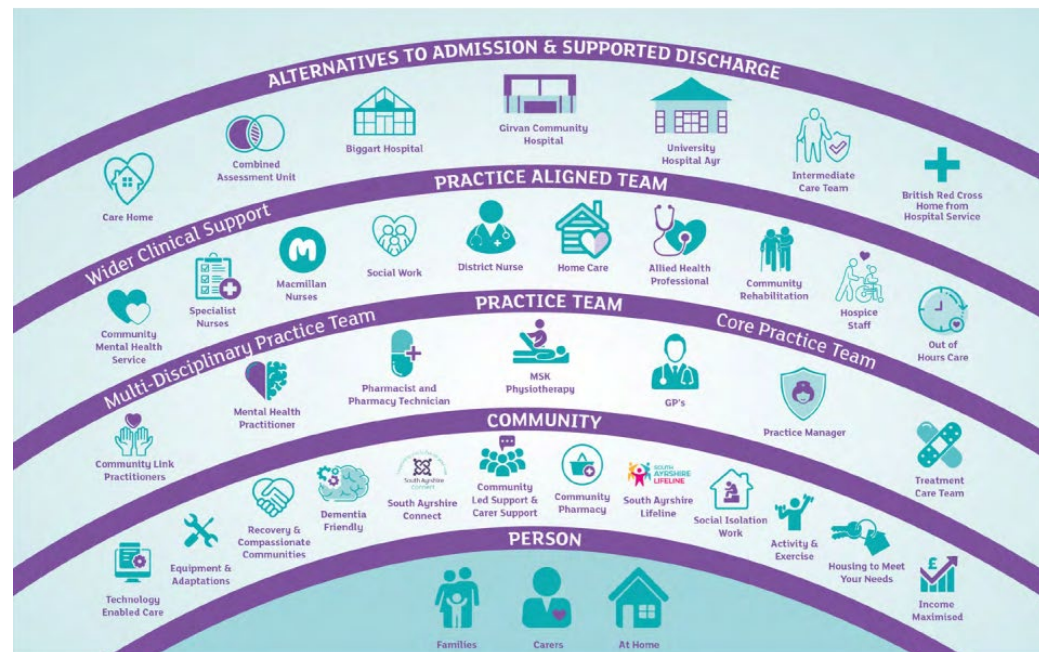 ALTERNATIVES TO ADMISSION & SUPPORTED DISCHARGE
Care Home
Combined
Assessment Unit
Biggart Hospital
Girvan Community
Hospital
University
Hospital Ayr
Intermediate
Care Team
British Red Cross
Home from
Hospital Service
Wider Clinical Support
PRACTICE ALIGNED TEAM
Community
Mental Health
Service
Specialist
Nurses
Macmillan
Nurses
Social Work
District Nurse
Home Care
Allied Health
Professional
Community
Rehabilitation
Hospice
Staff
Out of
Hours Care
Multi-Disciplinary Practice Team
PRACTICE TEAM
Core Practice Team
Community Link
Practitioners
Mental Health
Practitioner
Pharmacist and
Pharmacy Technician
MSK
Physiotherapy
GP's
Practice Manager
Treatment
Care Team
COMMUNITY
Technology
Enabled Care
Equipment &
Adaptations
Recovery &
Compassionate
Communities
Dementia
Friendly
South Ayrshire
Connect
South Ayrshire
Connect
Community
Led Support &
Carer Support
Community
Pharmacy
SOUTH
AYRSHIRE
LIFELINE
South Ayrshire
Lifeline
Social Isolation
Work
Activity &
Exercise
Housing to Meet
Your Needs
£
Income
Maximised
PERSON
Families
Carers
At Home